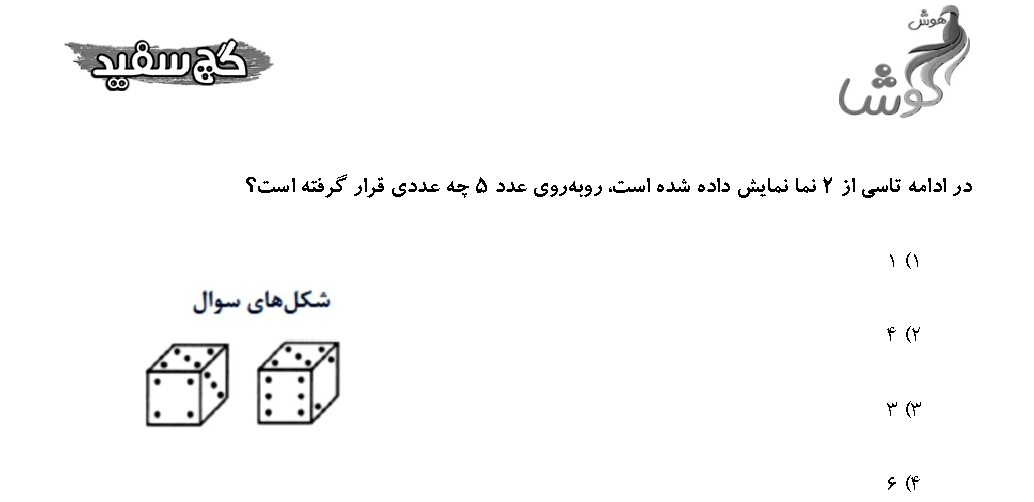 هوش
گوشا
گچ سفید
در ادامه تاسی از ۲ نما نمایش داده شده است، روبه‌روی عدد ۵ چه عددی قرار گرفته است؟
۱) ۱
شکل‌های سوال
۲) ۴
۳) ۳
۴) ۶